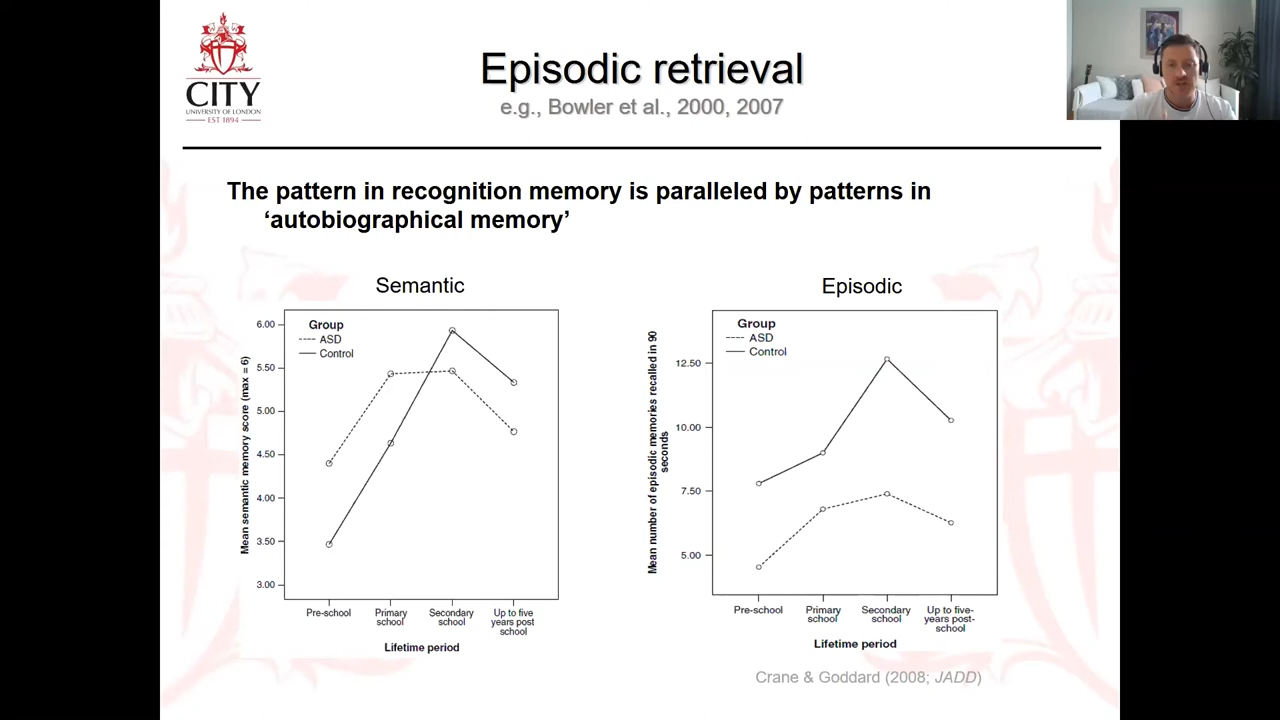 CITY
UNIVERSITY OF LONDON
EST 1894
Episodic retrieval
e.g., Bowler et al., 2000, 2007
The pattern in recognition memory is paralleled by patterns in
‘autobiographical memory’
Semantic
Mean semantic memory score (max = 6)
6.00
5.50
5.00
4.50
4.00
3.50
3.00
Group
ASD
Control
Pre-school
Primary
school
Secondary
school
Up to five
years post
school
Lifetime period
Episodic
Mean number of episodic memories recalled in 90
seconds
12.50
10.00
7.50
5.00
Group
ASD
Control
Pre-school
Primary
school
Secondary
school
Up to five-
years post-
school
Lifetime period
Crane & Goddard (2008; JADD)